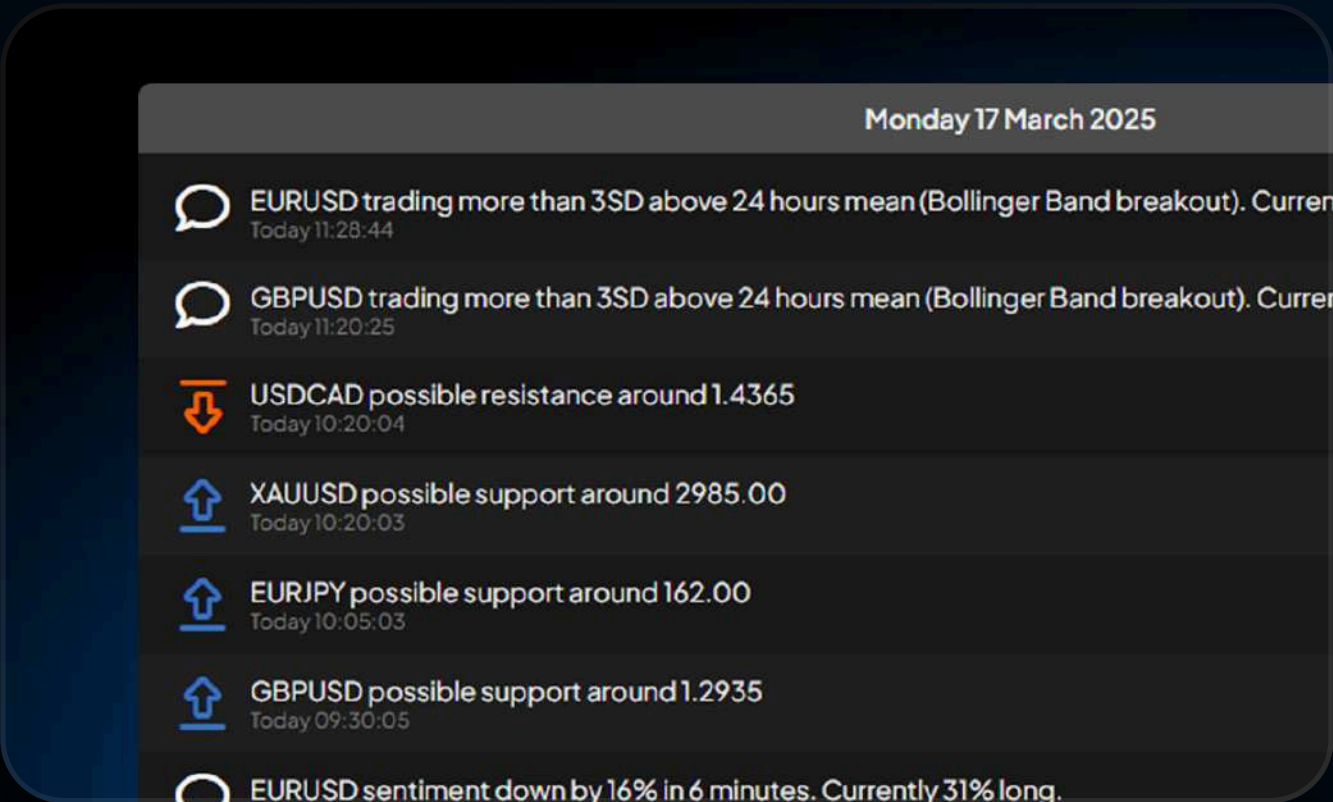 Monday 17 March 2025
EURUSD trading more than 3SD above 24 hours mean (Bollinger Band breakout).
Today 11:28:44
GBPUSD trading more than 3SD above 24 hours mean (Bollinger Band breakout).
Today 11:20:25
USDCAD possible resistance around 1.4365
Today 10:20:04
XAUUSD possible support around 2985.00
Today 10:20:03
EURJPY possible support around 162.00
Today 10:05:03
GBPUSD possible support around 1.2935
Today 09:30:05
EURUSD sentiment down by 16% in 6 minutes. Currently 31% long.